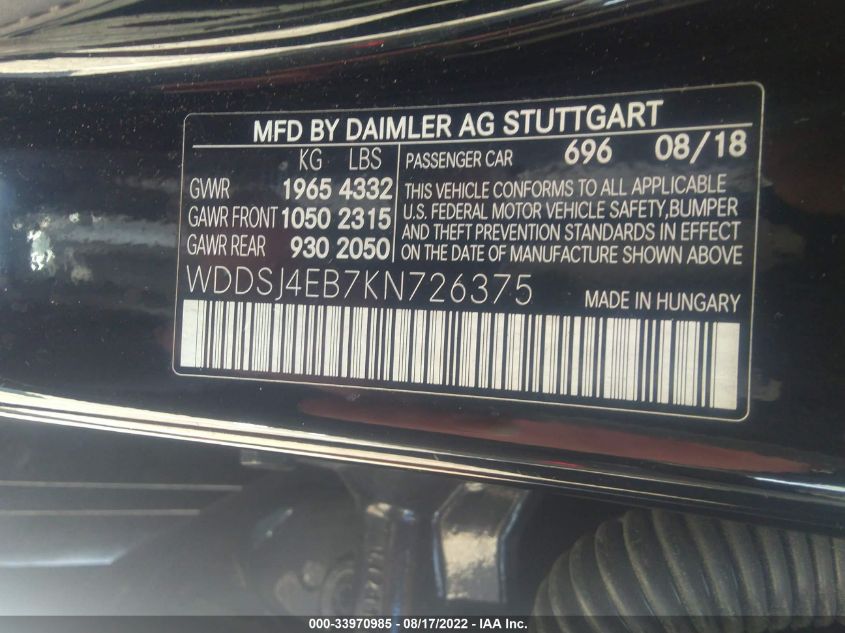 MFD BY DAIMLER AG STUTTGART
KG LBS
GVWR 1965 4332
GAWR FRONT 1050 2315
GAWR REAR 930 2050
PASSENGER CAR 696 08/18
THIS VEHICLE CONFORMS TO ALL APPLICABLE
U.S. FEDERAL MOTOR VEHICLE SAFETY,BUMPER
AND THEFT PREVENTION STANDARDS IN EFFECT
ON THE DATE OF MANUFACTURE SHOWN ABOVE
WDDSJ4EB7KN726375
MADE IN HUNGARY
000-33970985 - 08/17/2022 - IAA Inc.